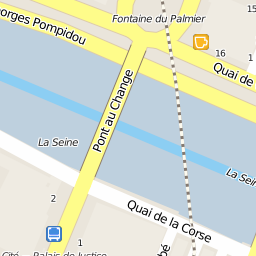 Fontaine du Palmier
15
orges Pompidou
16
1
Quai de
Pont au Change
La Seine
La Sein
2
Quai de la Corse
1
Cité
Palais de Justice